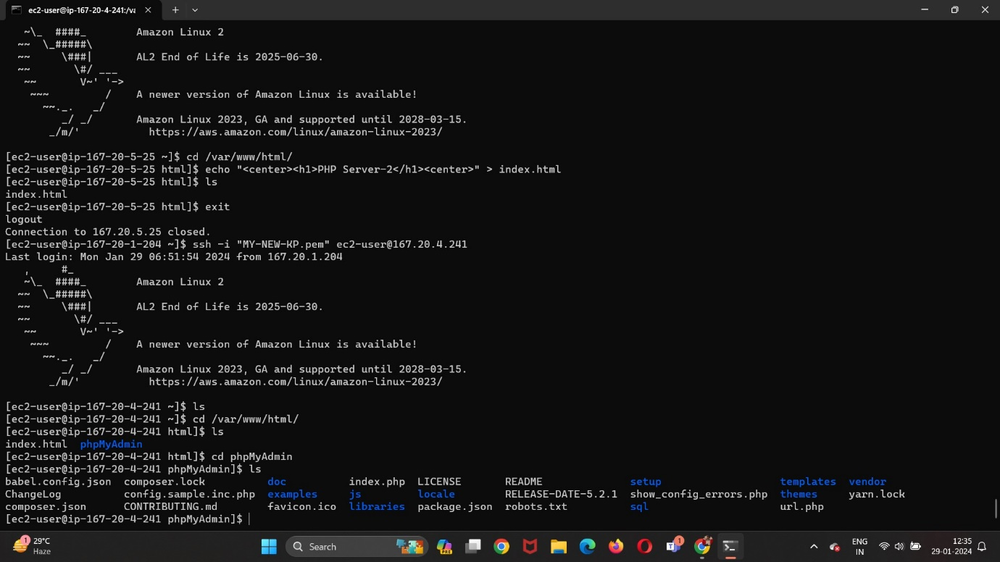 ec2-user@ip-167-20-4-241:/va
~\_ ####_ Amazon Linux 2
~~ \_#####\
~~ \###| AL2 End of Life is 2025-06-30.
~~ \#/ ___
~~ V~' '->
~~~ / A newer version of Amazon Linux is available!
~~._. _/
_/ _/ Amazon Linux 2023, GA and supported until 2028-03-15.
_/m/' https://aws.amazon.com/linux/amazon-linux-2023/
[ec2-user@ip-167-20-5-25 ~]$ cd /var/www/html/
[ec2-user@ip-167-20-5-25 html]$ echo "<center><h1>PHP Server-2</h1><center>" > index.html
[ec2-user@ip-167-20-5-25 html]$ ls
index.html
[ec2-user@ip-167-20-5-25 html]$ exit
logout
Connection to 167.20.5.25 closed.
[ec2-user@ip-167-20-1-204 ~]$ ssh -i "MY-NEW-KP.pem" ec2-user@167.20.4.241
Last login: Mon Jan 29 06:51:54 2024 from 167.20.1.204
, #_
~\_ ####_ Amazon Linux 2
~~ \_#####\
~~ \###| AL2 End of Life is 2025-06-30.
~~ \#/ ___
~~ V~' '->
~~~ / A newer version of Amazon Linux is available!
~~._. _/
_/ _/ Amazon Linux 2023, GA and supported until 2028-03-15.
_/m/' https://aws.amazon.com/linux/amazon-linux-2023/
[ec2-user@ip-167-20-4-241 ~]$ ls
[ec2-user@ip-167-20-4-241 ~]$ cd /var/www/html/
[ec2-user@ip-167-20-4-241 html]$ ls
index.html phpMyAdmin
[ec2-user@ip-167-20-4-241 html]$ cd phpMyAdmin
[ec2-user@ip-167-20-4-241 phpMyAdmin]$ ls
babel.config.json composer.lock doc index.php LICENSE README setup templates vendor
ChangeLog config.sample.inc.php examples js locale RELEASE-DATE-5.2.1 show_config_errors.php themes yarn.lock
composer.json CONTRIBUTING.md favicon.ico libraries package.json robots.txt sql url.php
[ec2-user@ip-167-20-4-241 phpMyAdmin]$
1 29°C
Haze
Search
PRE
1
ENG
IN
12:35
29-01-2024